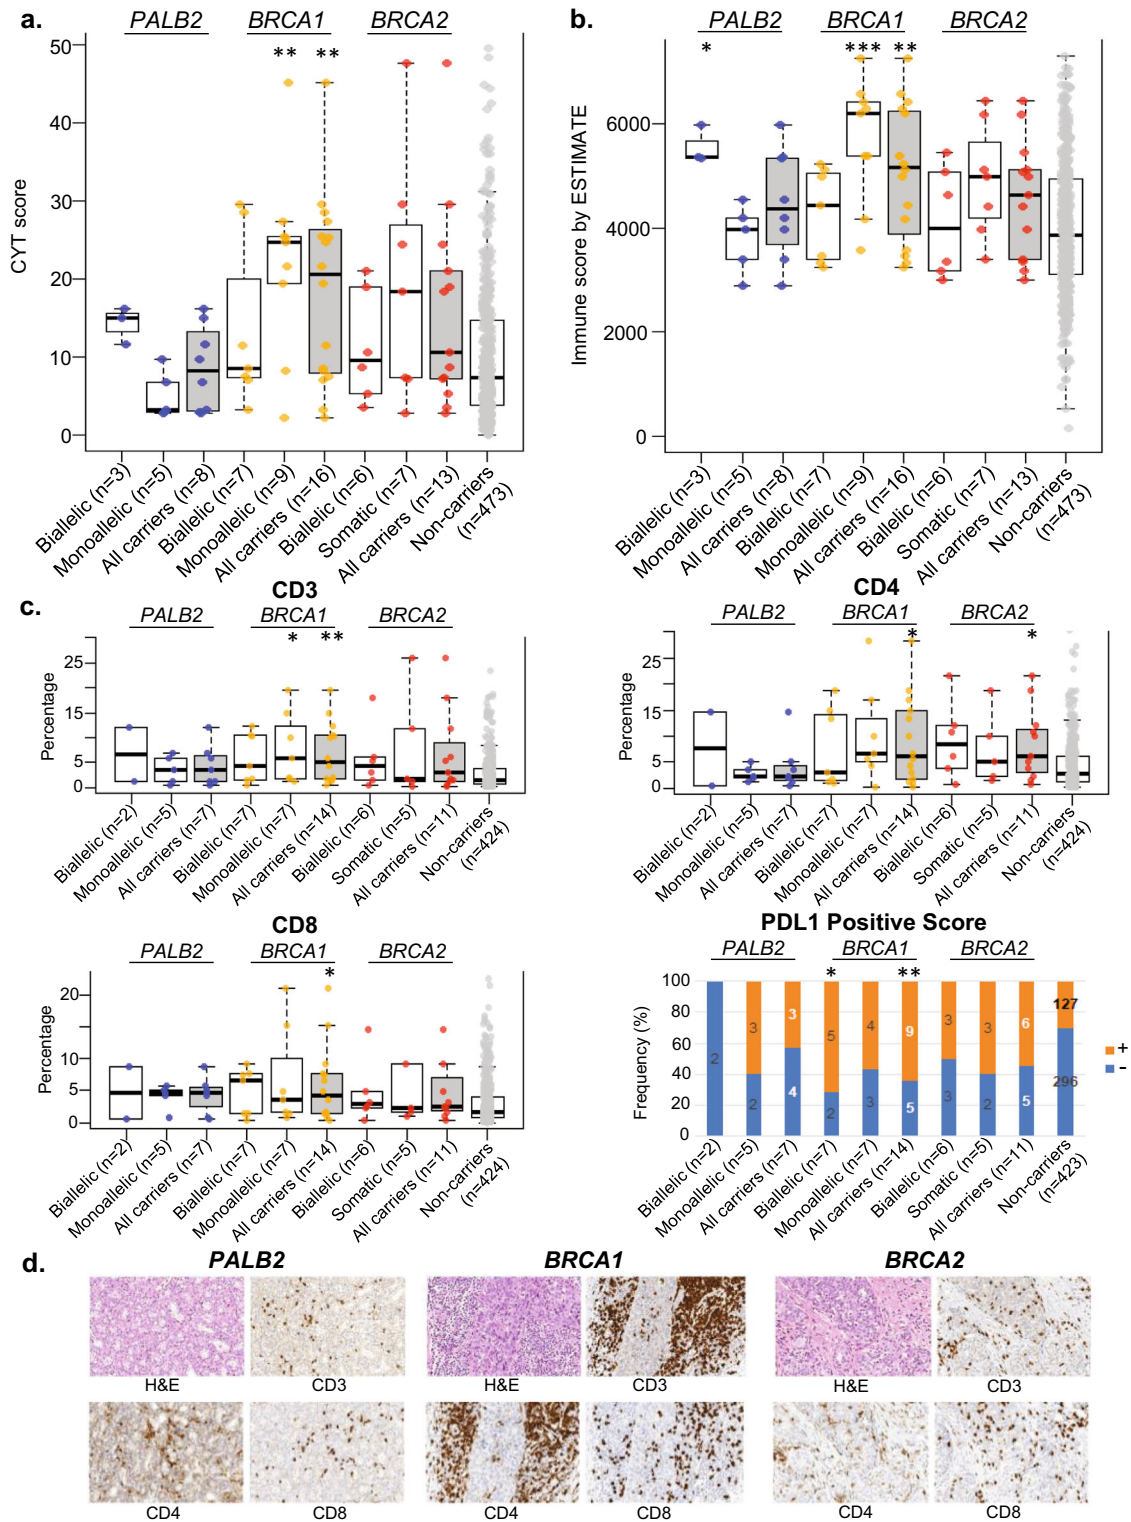 a.
PALB2 BRCA1 BRCA2
** **
50
40
30
20
10
0
CYT score
Biallelic (n=3)
Monoallelic (n=5)
All carriers (n=8)
Biallelic (n=7)
Monoallelic (n=9)
All carriers (n=16)
Biallelic (n=6)
Somatic (n=7)
All carriers (n=13)
Non-carriers
(n=473)
b.
PALB2 BRCA1 BRCA2
* *** **
6000
4000
2000
0
Immune score by ESTIMATE
Biallelic (n=3)
Monoallelic (n=5)
All carriers (n=8)
Biallelic (n=7)
Monoallelic (n=9)
All carriers (n=16)
Biallelic (n=6)
Somatic (n=7)
All carriers (n=13)
Non-carriers
(n=473)
c.
CD3
PALB2 BRCA1 BRCA2
* **
25
15
5
0
Percentage
Biallelic (n=2)
Monoallelic (n=5)
All carriers (n=7)
Biallelic (n=7)
Monoallelic (n=7)
All carriers (n=14)
Biallelic (n=6)
Somatic (n=5)
All carriers (n=11)
Non-carriers
(n=424)
CD4
PALB2 BRCA1 BRCA2
* *
25
15
5
0
Percentage
Biallelic (n=2)
Monoallelic (n=5)
All carriers (n=7)
Biallelic (n=7)
Monoallelic (n=7)
All carriers (n=14)
Biallelic (n=6)
Somatic (n=5)
All carriers (n=11)
Non-carriers
(n=424)
CD8
PALB2 BRCA1 BRCA2
*
20
10
5
0
Percentage
Biallelic (n=2)
Monoallelic (n=5)
All carriers (n=7)
Biallelic (n=7)
Monoallelic (n=7)
All carriers (n=14)
Biallelic (n=6)
Somatic (n=5)
All carriers (n=11)
Non-carriers
(n=424)
PDL1 Positive Score
PALB2 BRCA1 BRCA2
* **
100
80
60
40
20
0
Frequency (%)
3 3 5 4 9 3 3 6 127
2 2 4 2 3 5 3 2 5 296
+
-
Biallelic (n=2)
Monoallelic (n=5)
All carriers (n=7)
Biallelic (n=7)
Monoallelic (n=7)
All carriers (n=14)
Biallelic (n=6)
Somatic (n=5)
All carriers (n=11)
Non-carriers
(n=423)
d.
PALB2 BRCA1 BRCA2
H&E CD3 H&E CD3 H&E CD3
CD4 CD8 CD4 CD8 CD4 CD8